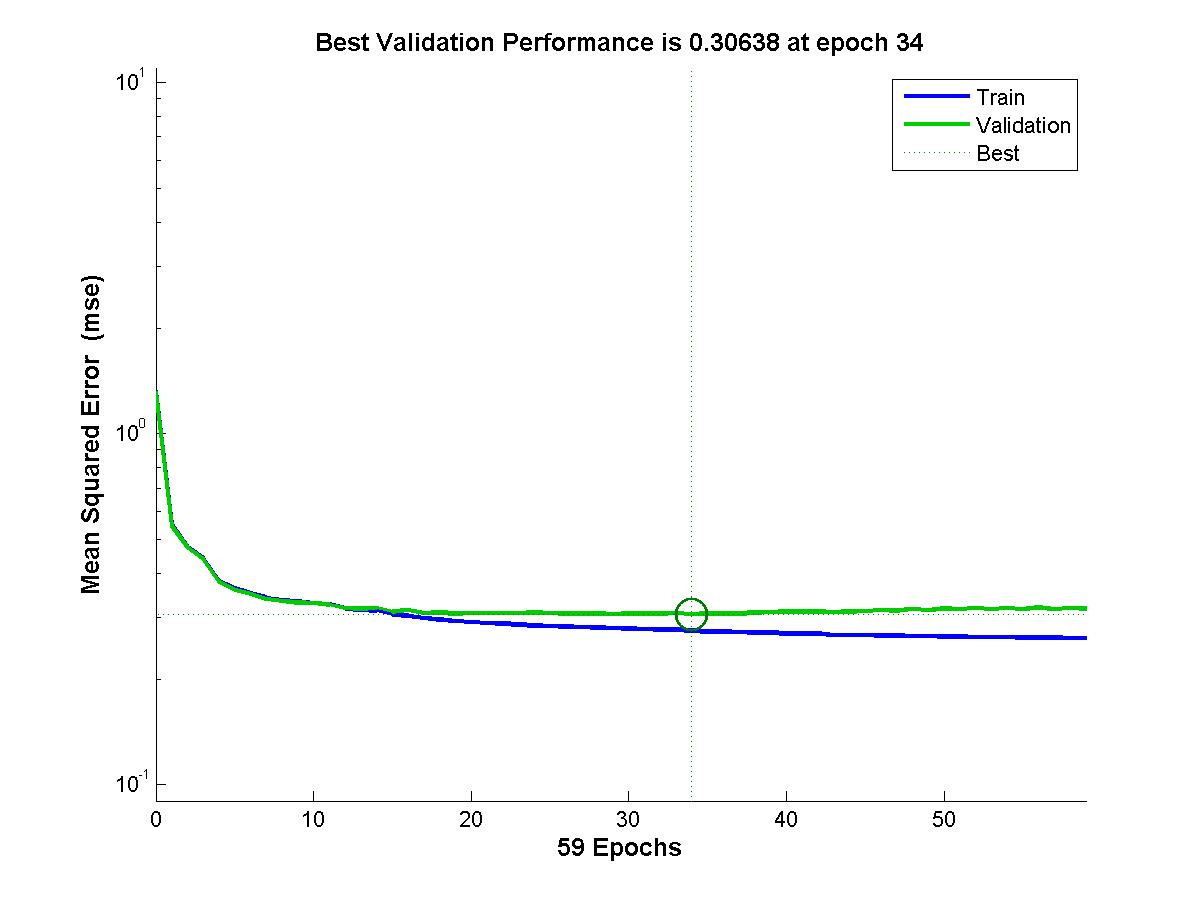 Best Validation Performance is 0.30638 at epoch 34
Train
Validation
Best
Mean Squared Error (mse)
10^1
10^0
10^-1
0 10 20 30 40 50
59 Epochs